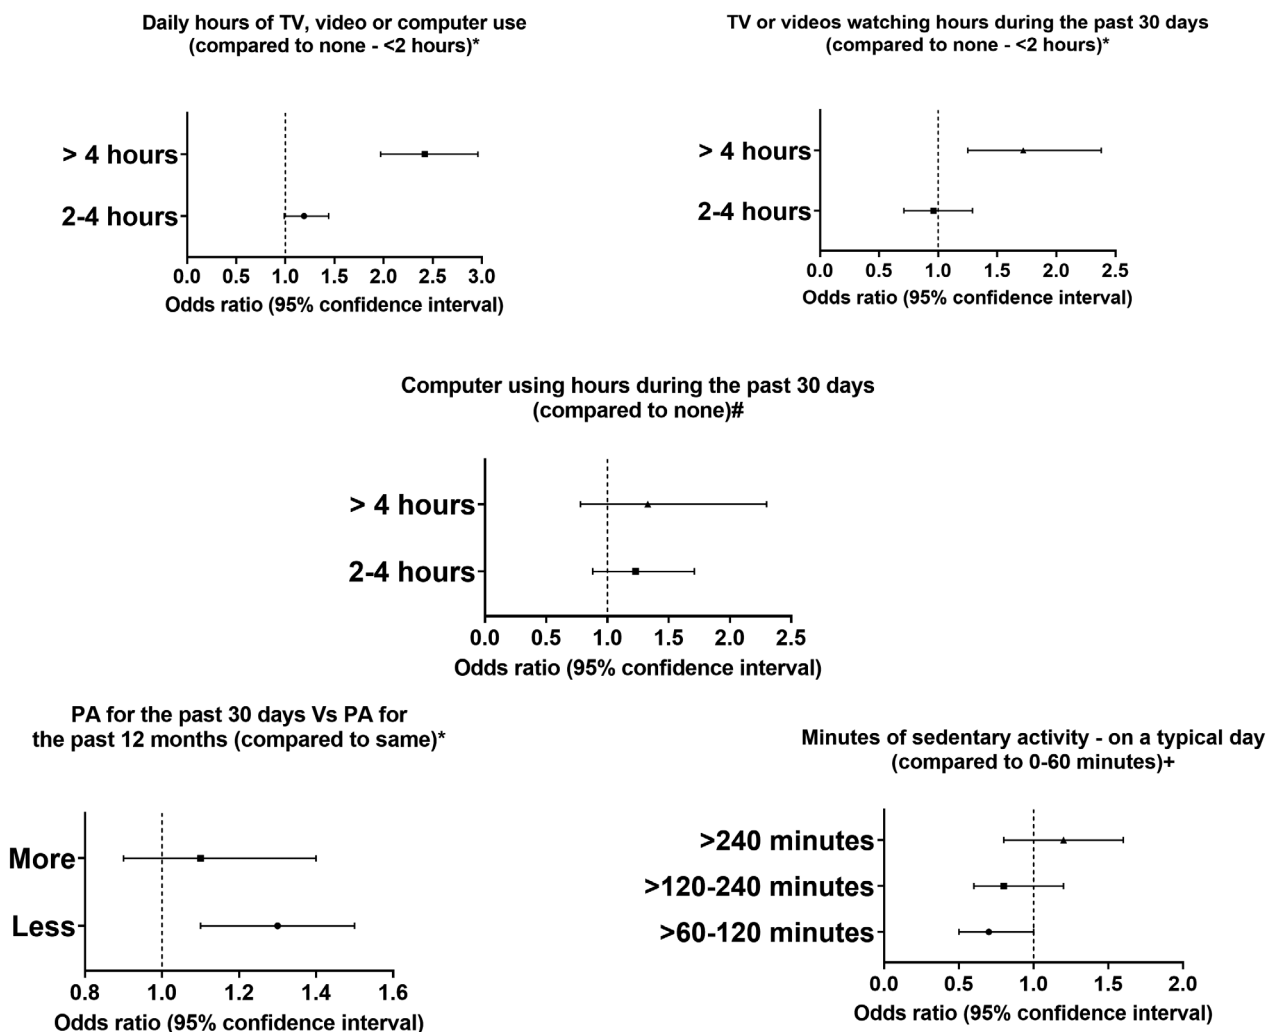 Daily hours of TV, video or computer use
(compared to none - <2 hours)*
> 4 hours
2-4 hours
0.0 0.5 1.0 1.5 2.0 2.5 3.0
Odds ratio (95% confidence interval)
TV or videos watching hours during the past 30 days
(compared to none - <2 hours)*
> 4 hours
2-4 hours
0.0 0.5 1.0 1.5 2.0 2.5
Odds ratio (95% confidence interval)
Computer using hours during the past 30 days
(compared to none)#
> 4 hours
2-4 hours
0.0 0.5 1.0 1.5 2.0 2.5
Odds ratio (95% confidence interval)
PA for the past 30 days Vs PA for
the past 12 months (compared to same)*
More
Less
0.8 1.0 1.2 1.4 1.6
Odds ratio (95% confidence interval)
Minutes of sedentary activity - on a typical day
(compared to 0-60 minutes)+
>240 minutes
>120-240 minutes
>60-120 minutes
0.0 0.5 1.0 1.5 2.0
Odds ratio (95% confidence interval)